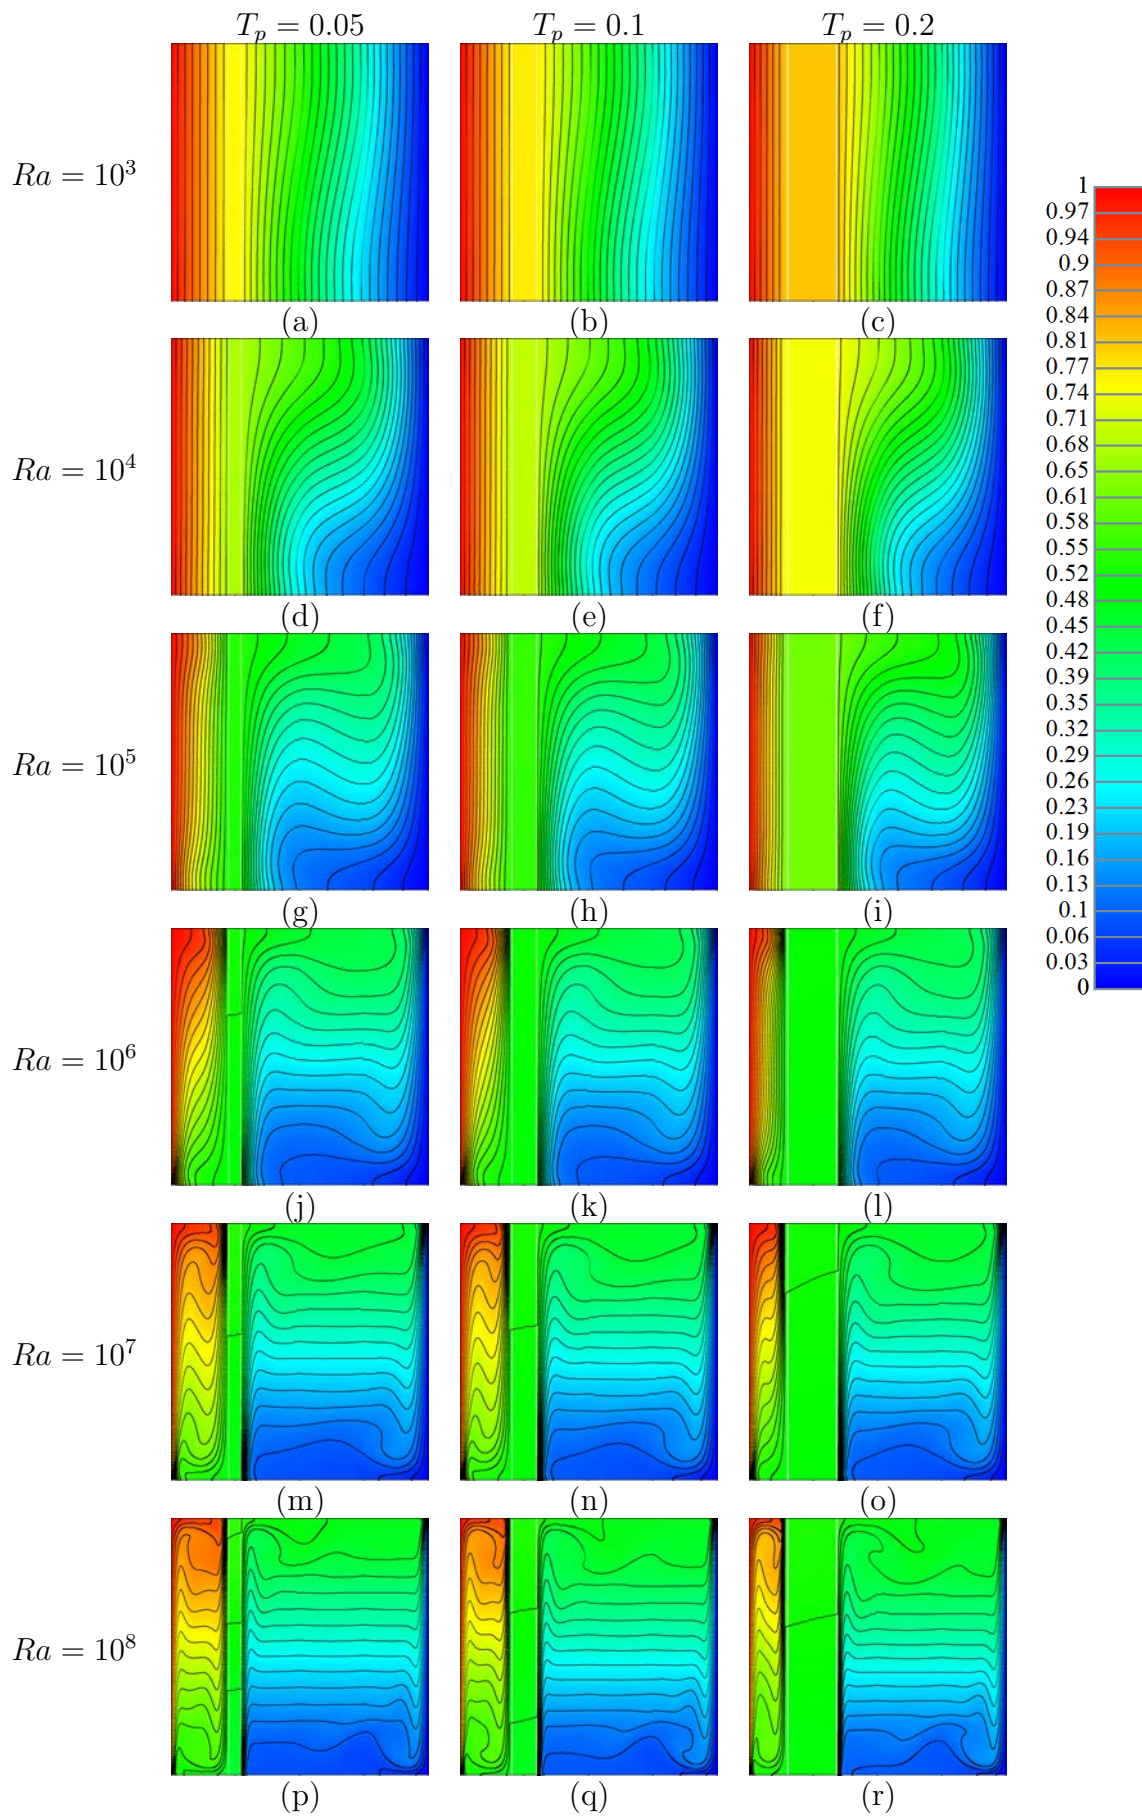 T_p = 0.05 T_p = 0.1 T_p = 0.2
Ra = 10^3
(a) (b) (c)
Ra = 10^4
(d) (e) (f)
Ra = 10^5
(g) (h) (i)
Ra = 10^6
(j) (k) (l)
Ra = 10^7
(m) (n) (o)
Ra = 10^8
(p) (q) (r)
1
0.97
0.94
0.9
0.87
0.84
0.81
0.77
0.74
0.71
0.68
0.65
0.61
0.58
0.55
0.52
0.48
0.45
0.42
0.39
0.35
0.32
0.29
0.26
0.23
0.19
0.16
0.13
0.1
0.06
0.03
0